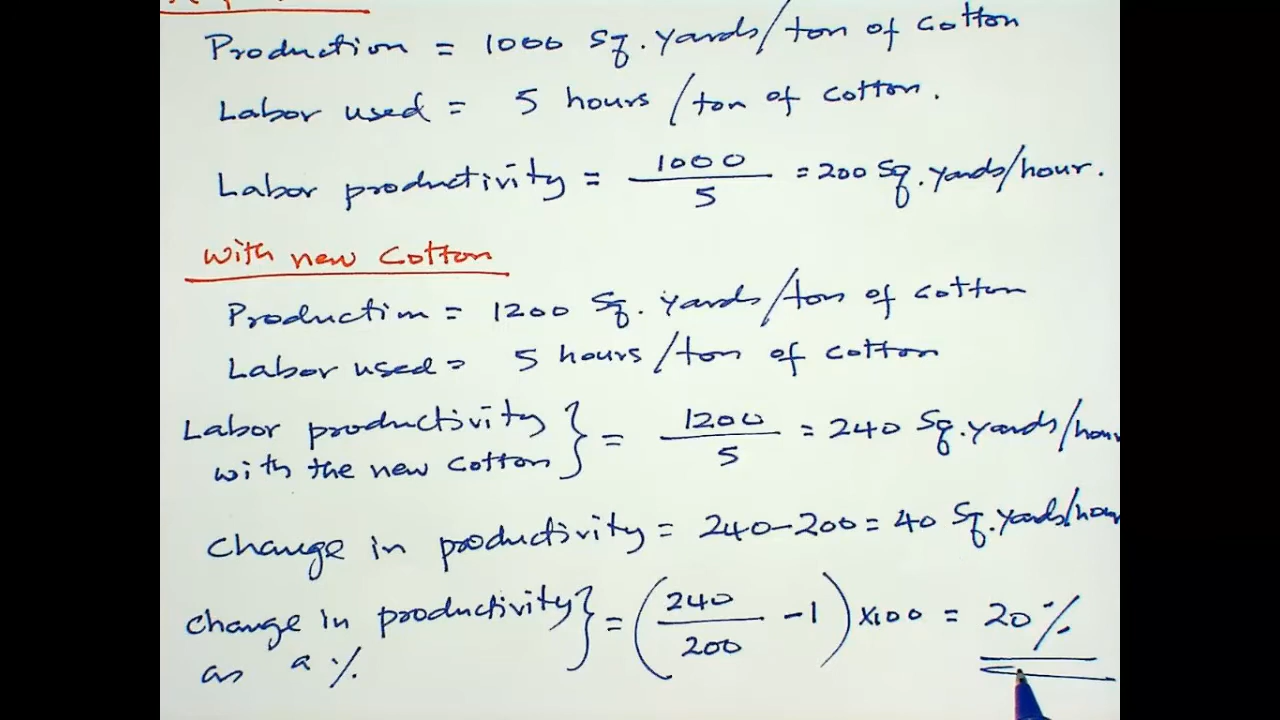 Production = 1000 Sq.yards/ton of cotton
Labor used = 5 hours /ton of cotton.
Labor productivity = 1000/5 = 200 Sq.yards/hour.
With new Cotton
Production = 1200 Sq.yards/ton of cotton
Labor used = 5 hours/ton of cotton
Labor productivity with the new cotton } = 1200/5 = 240 Sq.yards/hour
Change in productivity = 240-200 = 40 Sq.yards/hour
Change in productivity as a % } = (240/200 -1) x100 = 20%